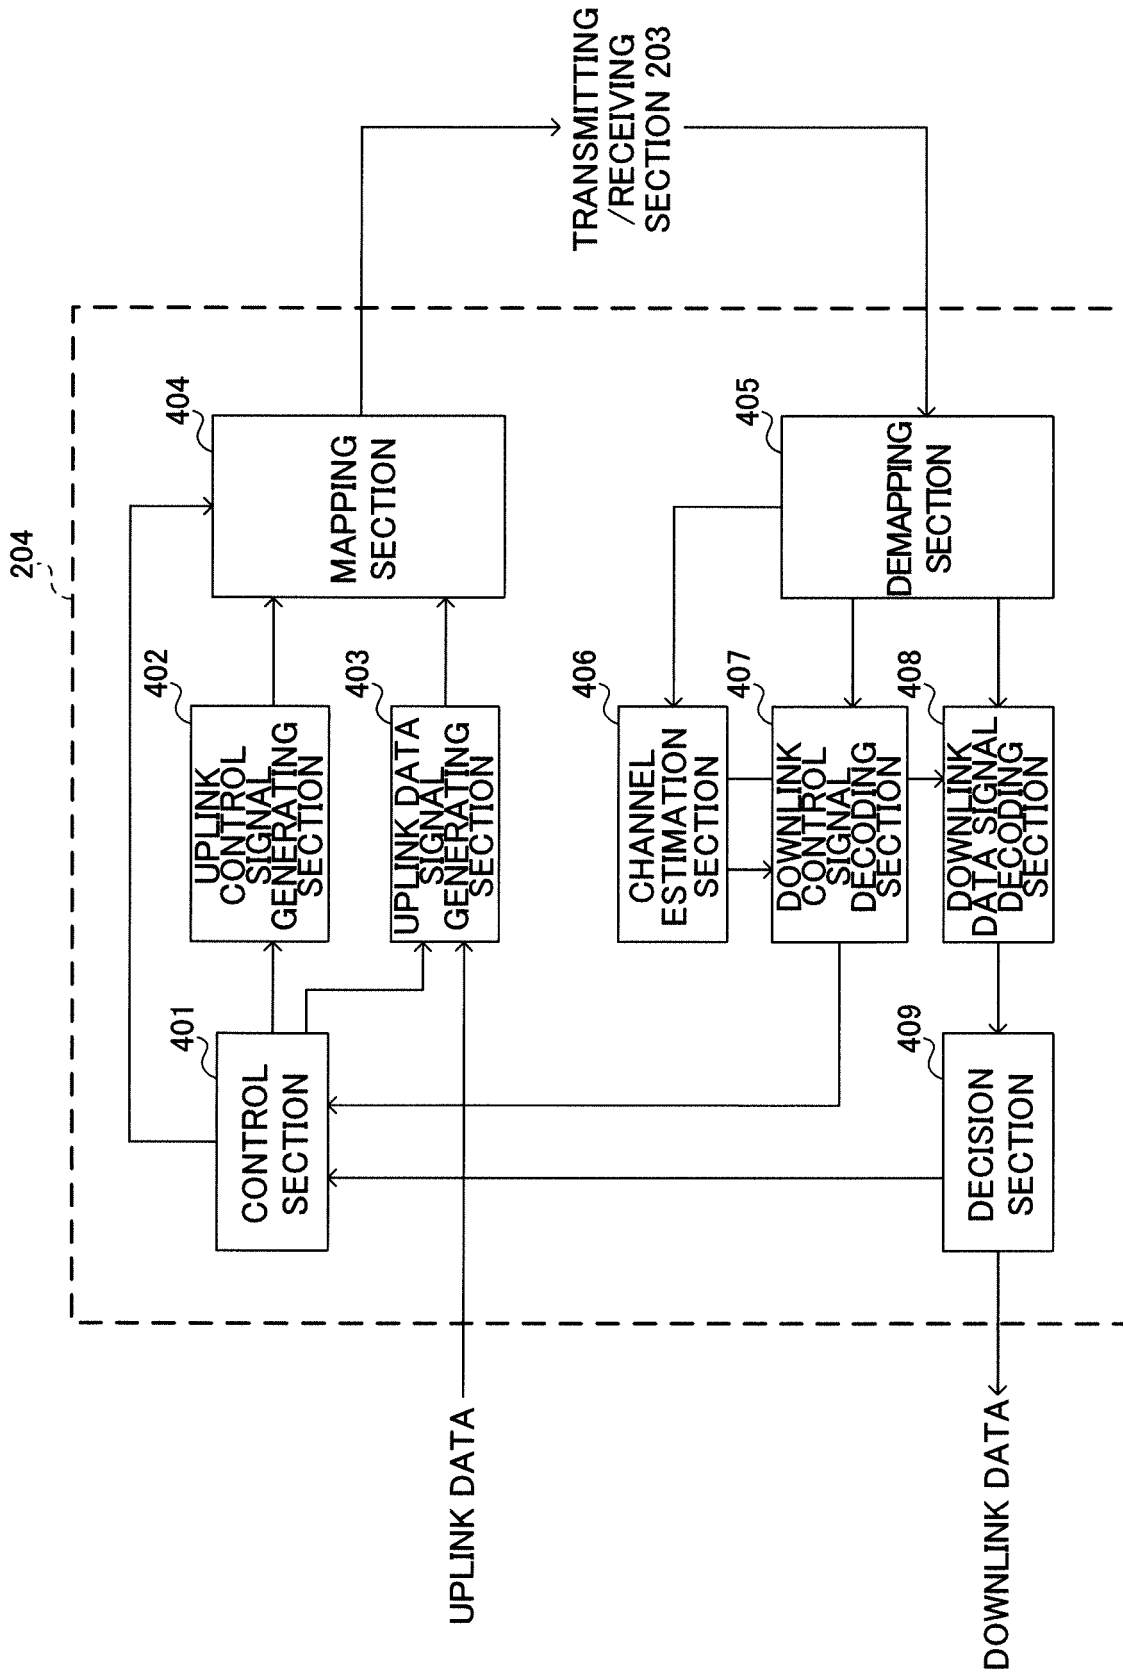 204
401
CONTROL
SECTION
402
UPLINK
CONTROL
SIGNAL
GENERATING
SECTION
404
MAPPING
SECTION
403
UPLINK DATA
SIGNAL
GENERATING
SECTION
UPLINK DATA
TRANSMITTING
/RECEIVING
SECTION 203
406
CHANNEL
ESTIMATION
SECTION
405
DEMAPPING
SECTION
407
DOWNLINK
CONTROL
SIGNAL
DECODING
SECTION
409
DECISION
SECTION
408
DOWNLINK
DATA SIGNAL
DECODING
SECTION
DOWNLINK DATA